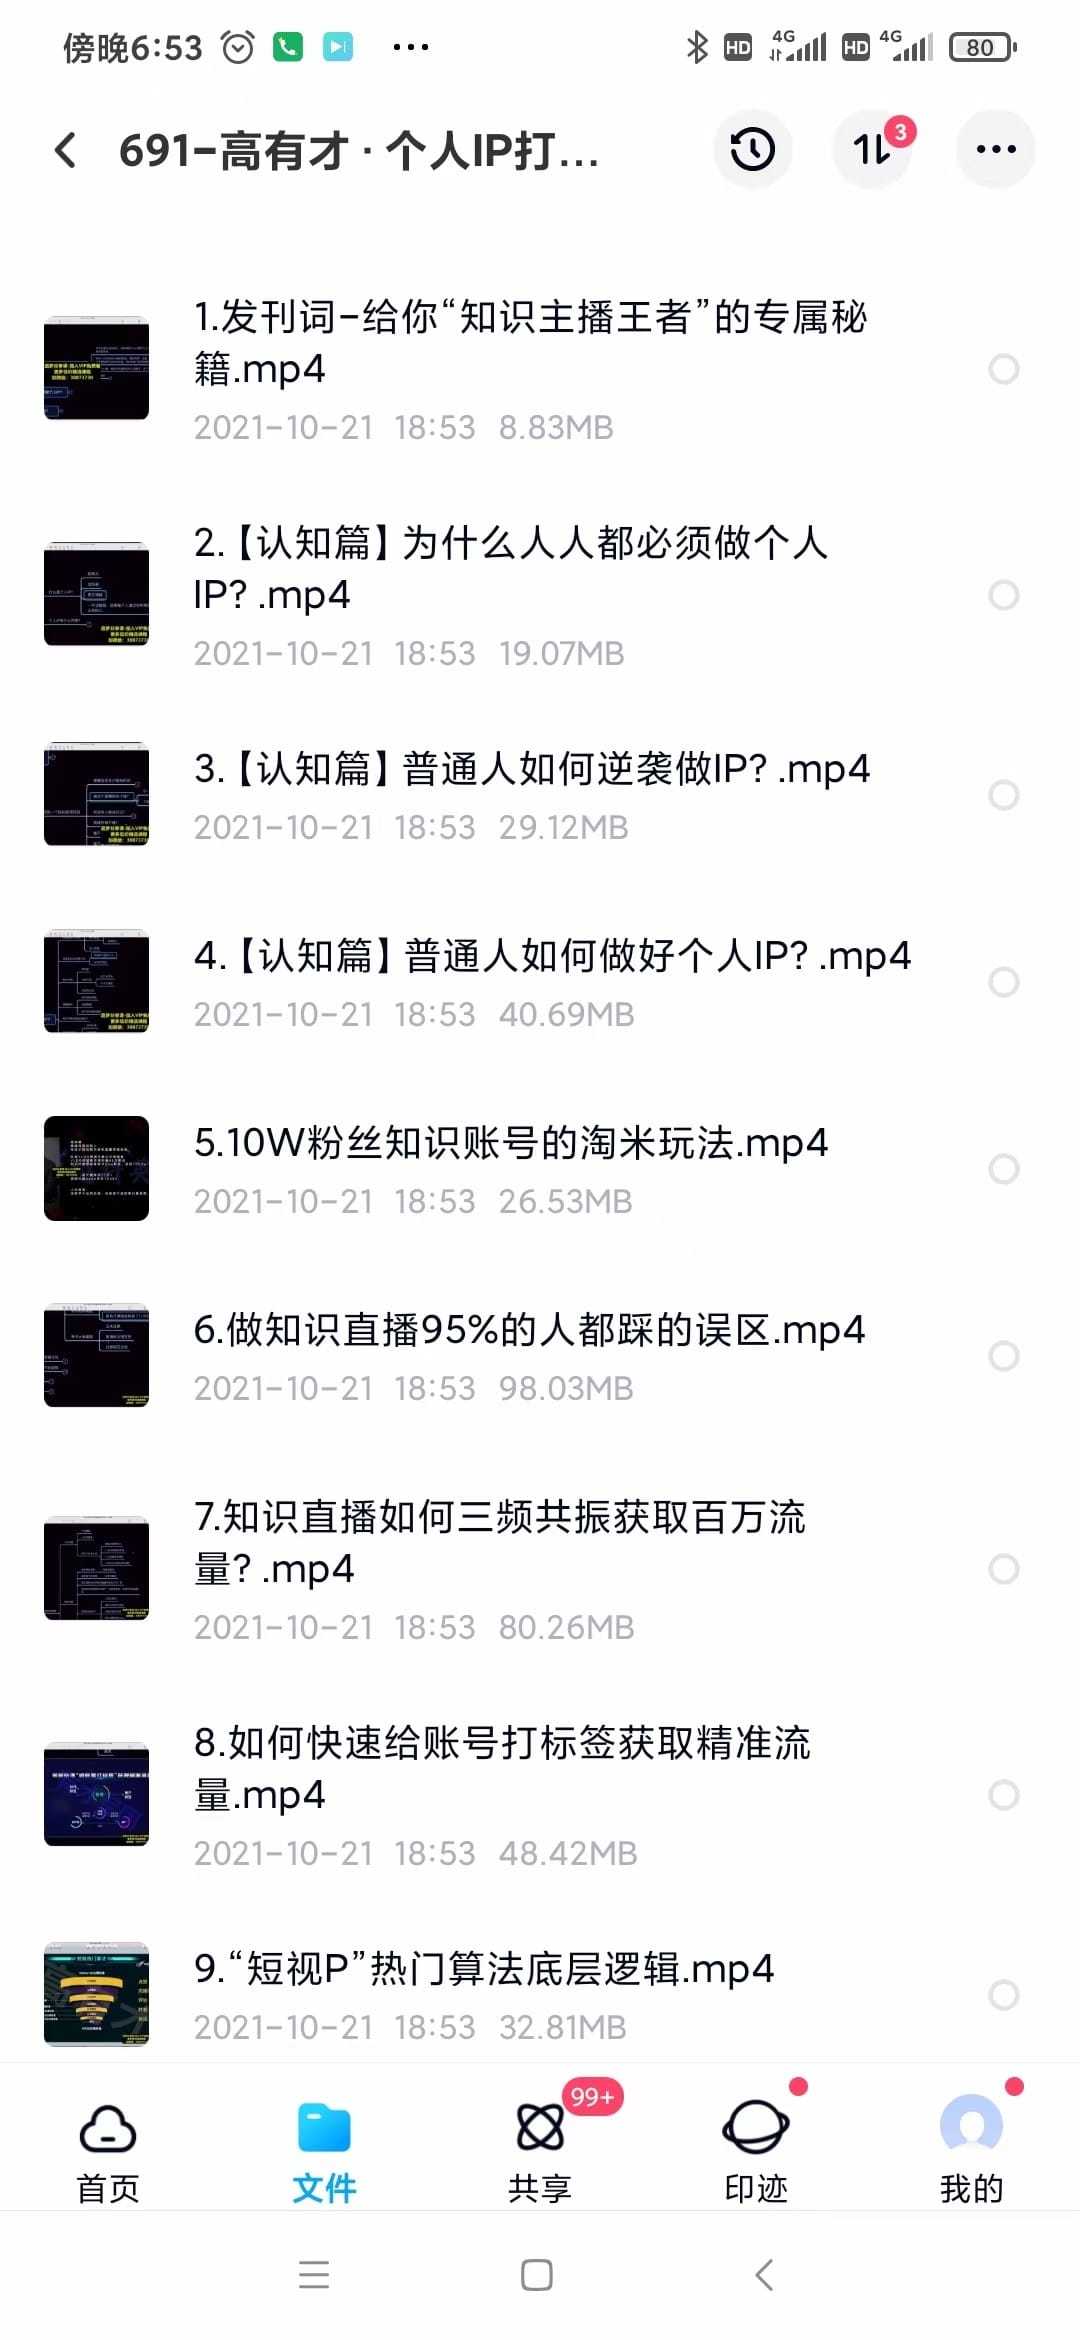 傍晚6:53
HD 4G HD 4G 80
691-高有才 · 个人IP打...
3
1.发刊词-给你“知识主播王者”的专属秘
籍.mp4
2021-10-21 18:53 8.83MB
2.【认知篇】为什么人人都必须做个人
IP? .mp4
2021-10-21 18:53 19.07MB
3.【认知篇】普通人如何逆袭做IP? .mp4
2021-10-21 18:53 29.12MB
4.【认知篇】普通人如何做好个人IP? .mp4
2021-10-21 18:53 40.69MB
5.10W粉丝知识账号的淘米玩法.mp4
2021-10-21 18:53 26.53MB
6.做知识直播95%的人都踩的误区.mp4
2021-10-21 18:53 98.03MB
7.知识直播如何三频共振获取百万流
量? .mp4
2021-10-21 18:53 80.26MB
8.如何快速给账号打标签获取精准流
量.mp4
2021-10-21 18:53 48.42MB
9.“短视P”热门算法底层逻辑.mp4
2021-10-21 18:53 32.81MB
99+
首页 文件 共享 印迹 我的